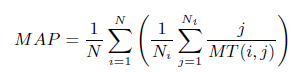 MAP = \frac{1}{N} \sum_{i=1}^{N} \left( \frac{1}{N_i} \sum_{j=1}^{N_i} \frac{j}{MT(i,j)} \right)